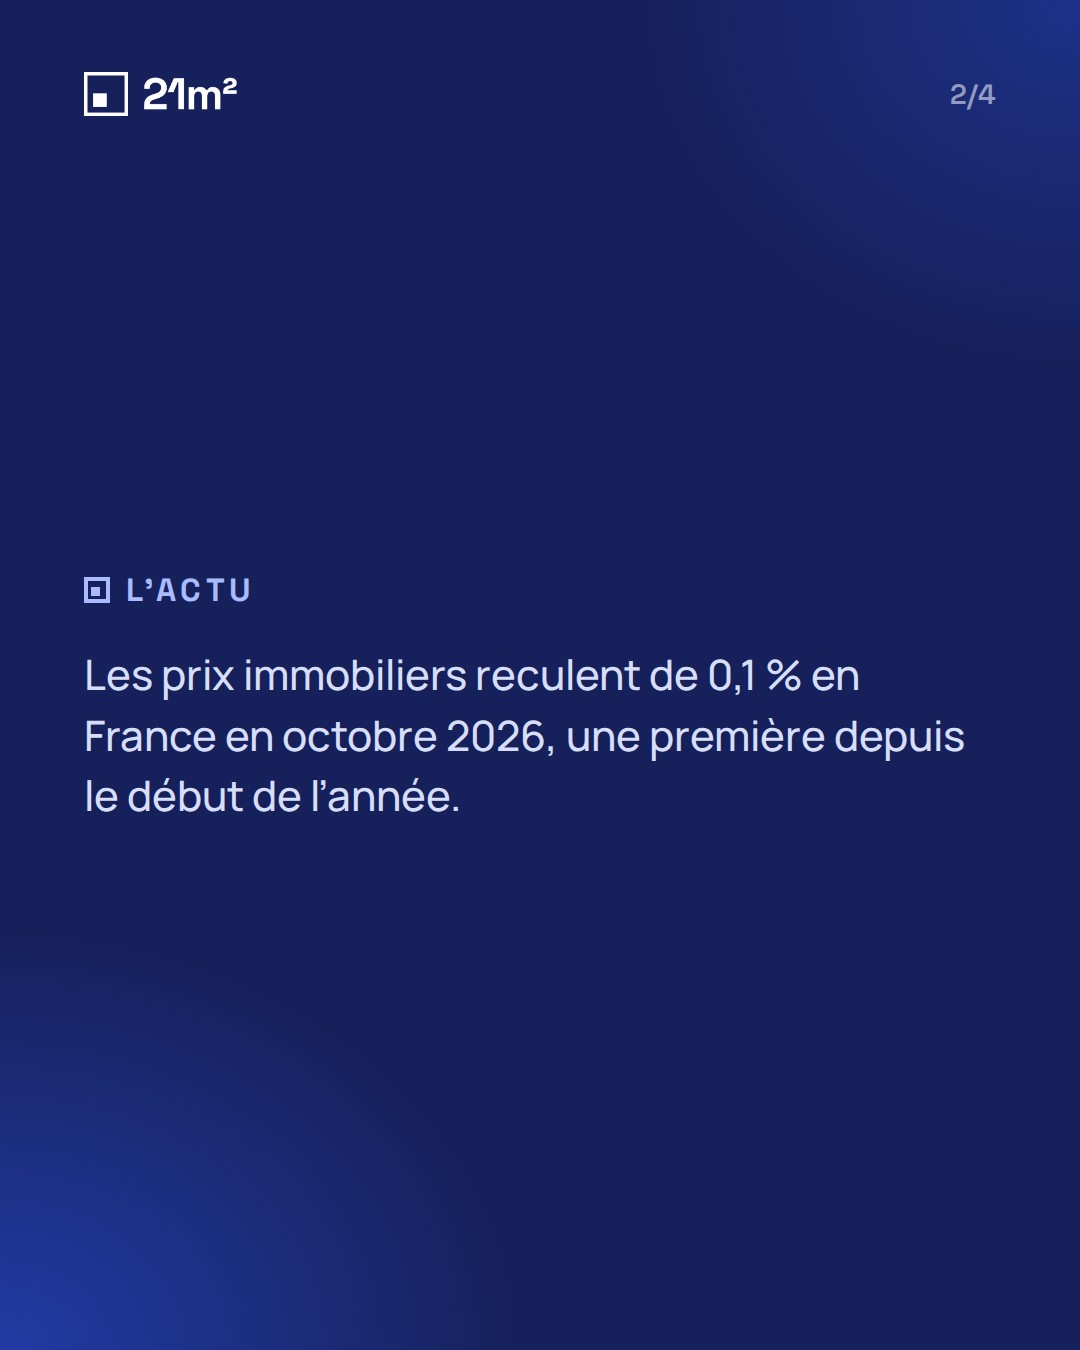 21m²
2/4
L’ACTU
Les prix immobiliers reculent de 0,1 % en
France en octobre 2026, une première depuis
le début de l’année.